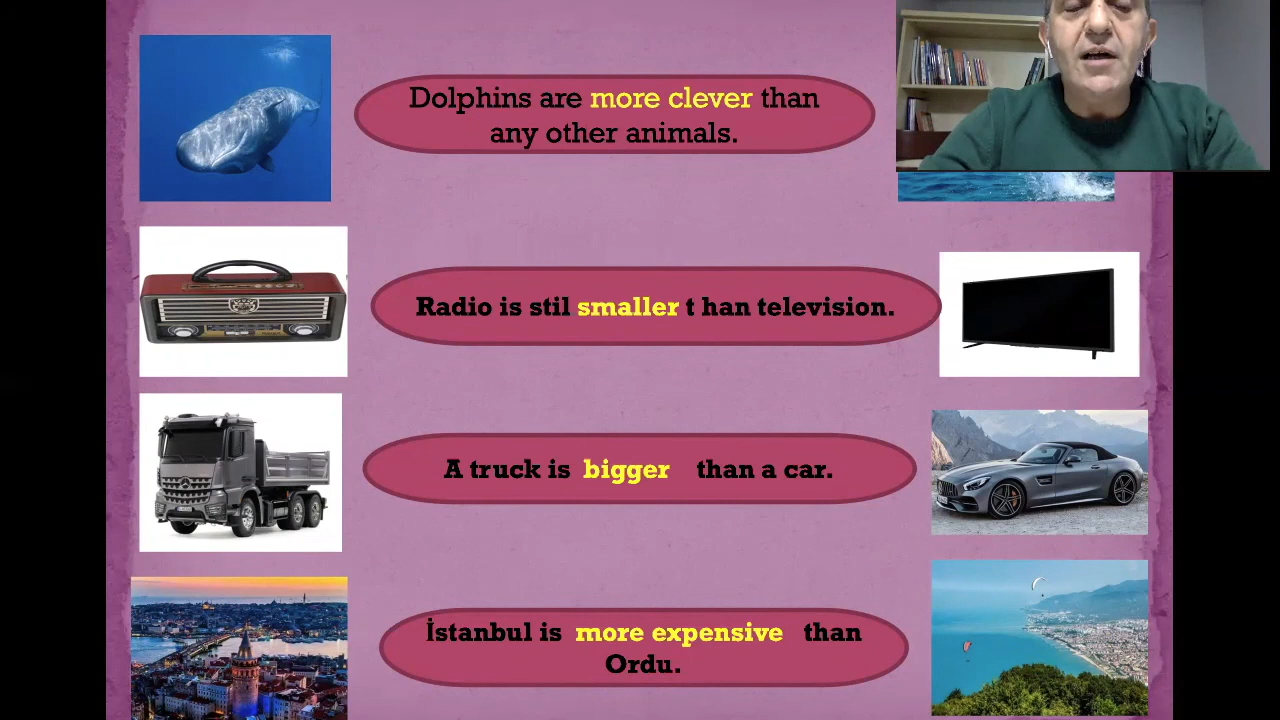 Dolphins are more clever than
any other animals.
Radio is stil smaller t han television.
A truck is bigger than a car.
İstanbul is more expensive than
Ordu.